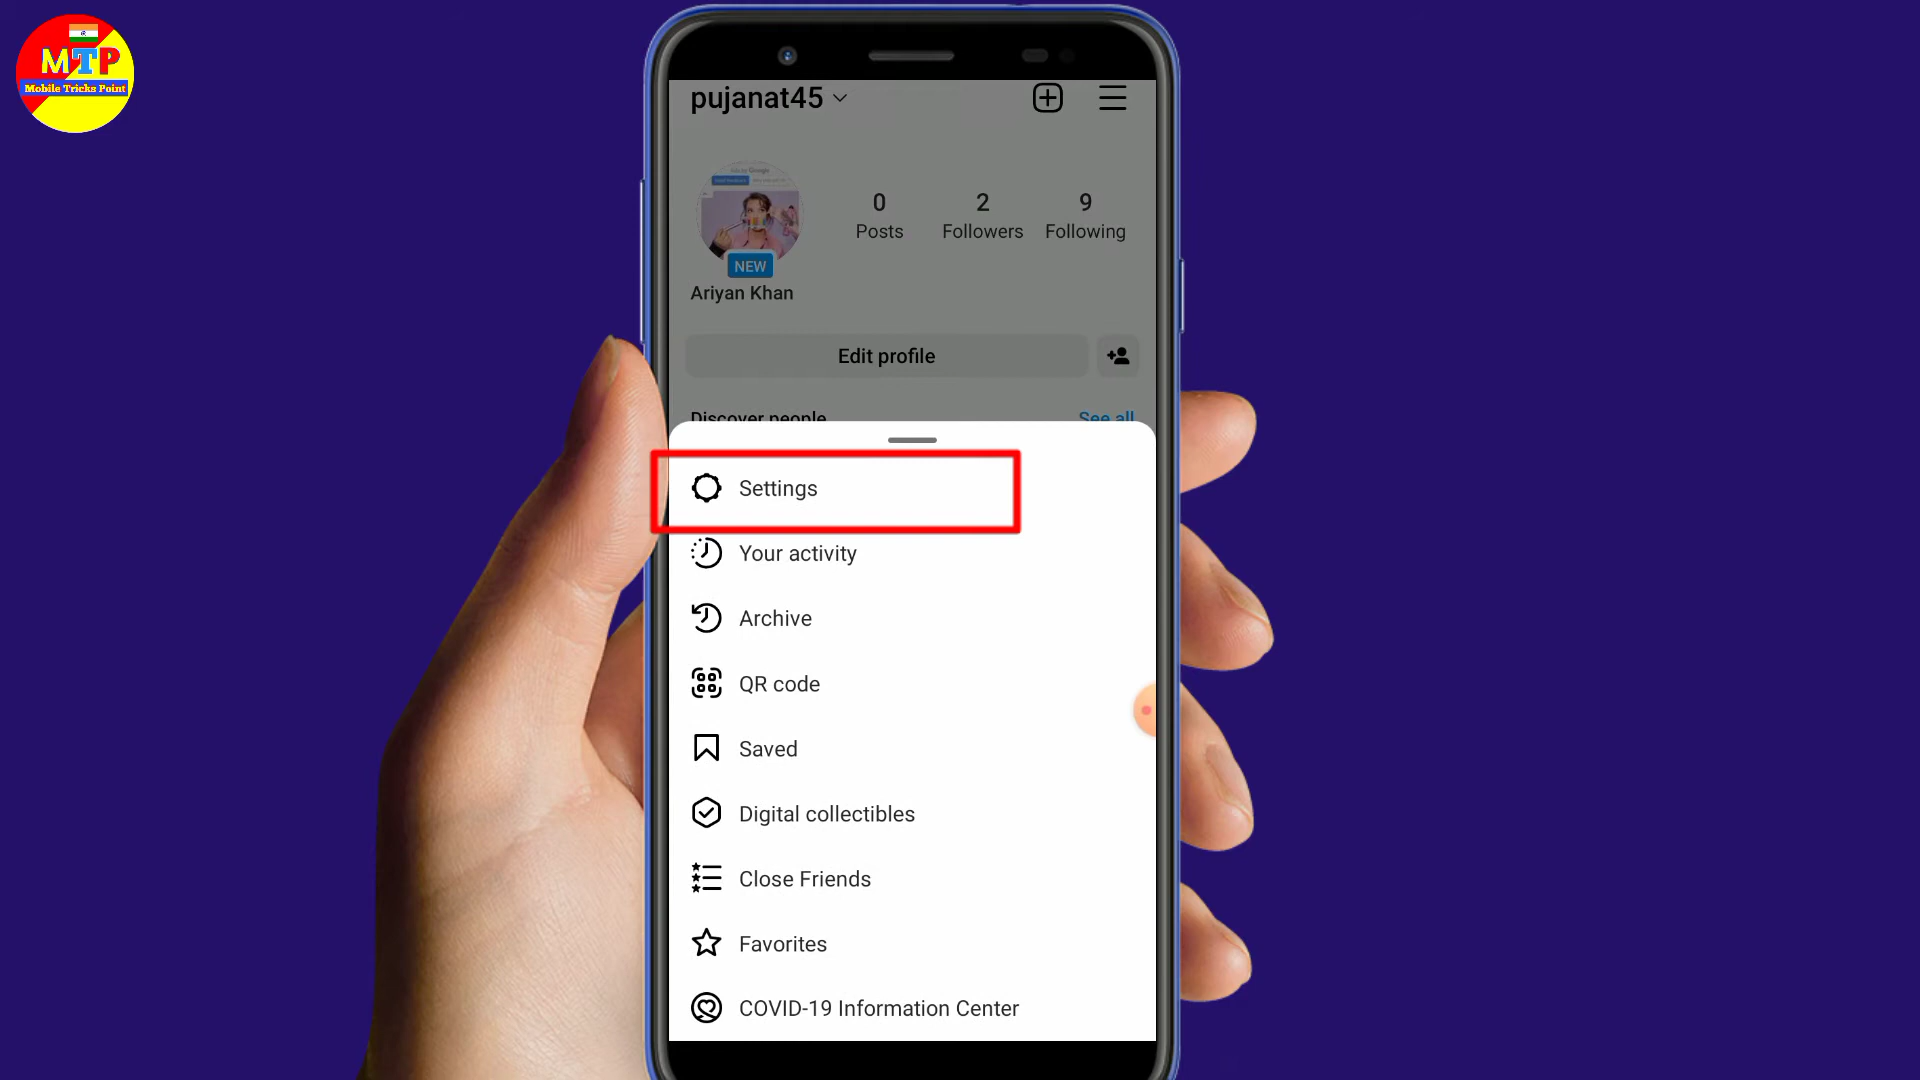 MTP
Mobile Tricks Point
pujanat45
0 2 9
Posts Followers Following
NEW
Ariyan Khan
Edit profile
Discover people See all
Settings
Your activity
Archive
QR code
Saved
Digital collectibles
Close Friends
Favorites
COVID-19 Information Center